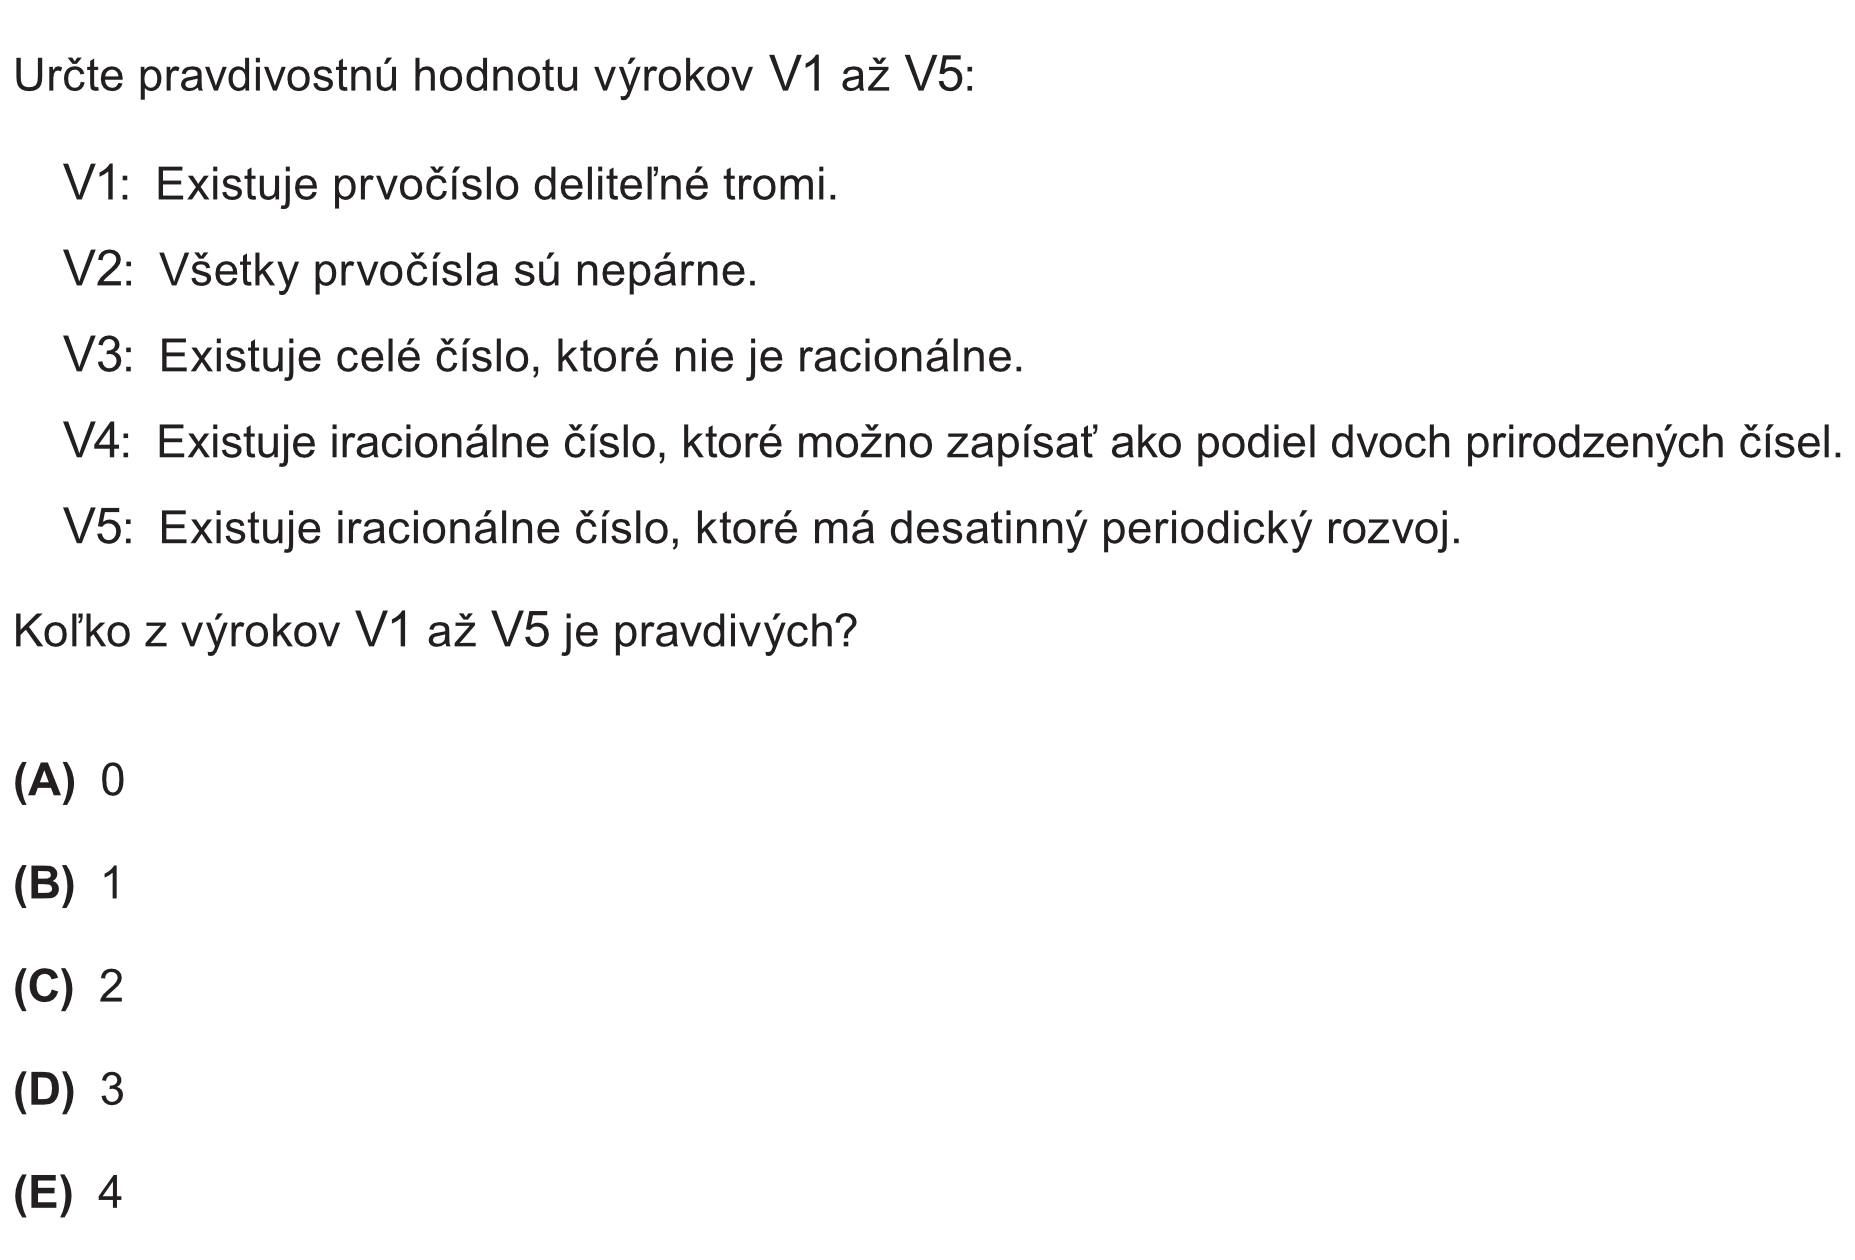 Určte pravdivostnú hodnotu výrokov V1 až V5:
V1: Existuje prvočíslo deliteľné tromi.
V2: Všetky prvočísla sú nepárne.
V3: Existuje celé číslo, ktoré nie je racionálne.
V4: Existuje iracionálne číslo, ktoré možno zapísať ako podiel dvoch prirodzených čísel.
V5: Existuje iracionálne číslo, ktoré má desatinný periodický rozvoj.
Koľko z výrokov V1 až V5 je pravdivých?
(A) 0
(B) 1
(C) 2
(D) 3
(E) 4